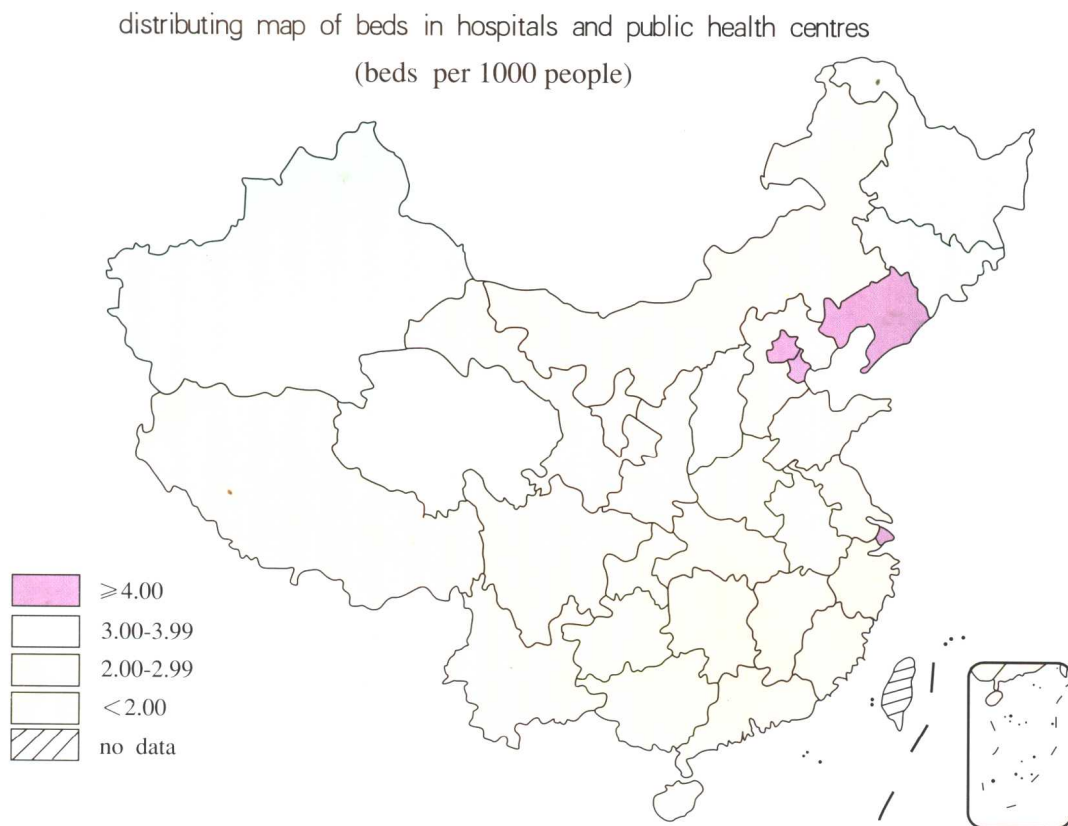 distributing map of beds in hospitals and public health centres
(beds per 1000 people)
≥4.00
3.00-3.99
2.00-2.99
<2.00
no data